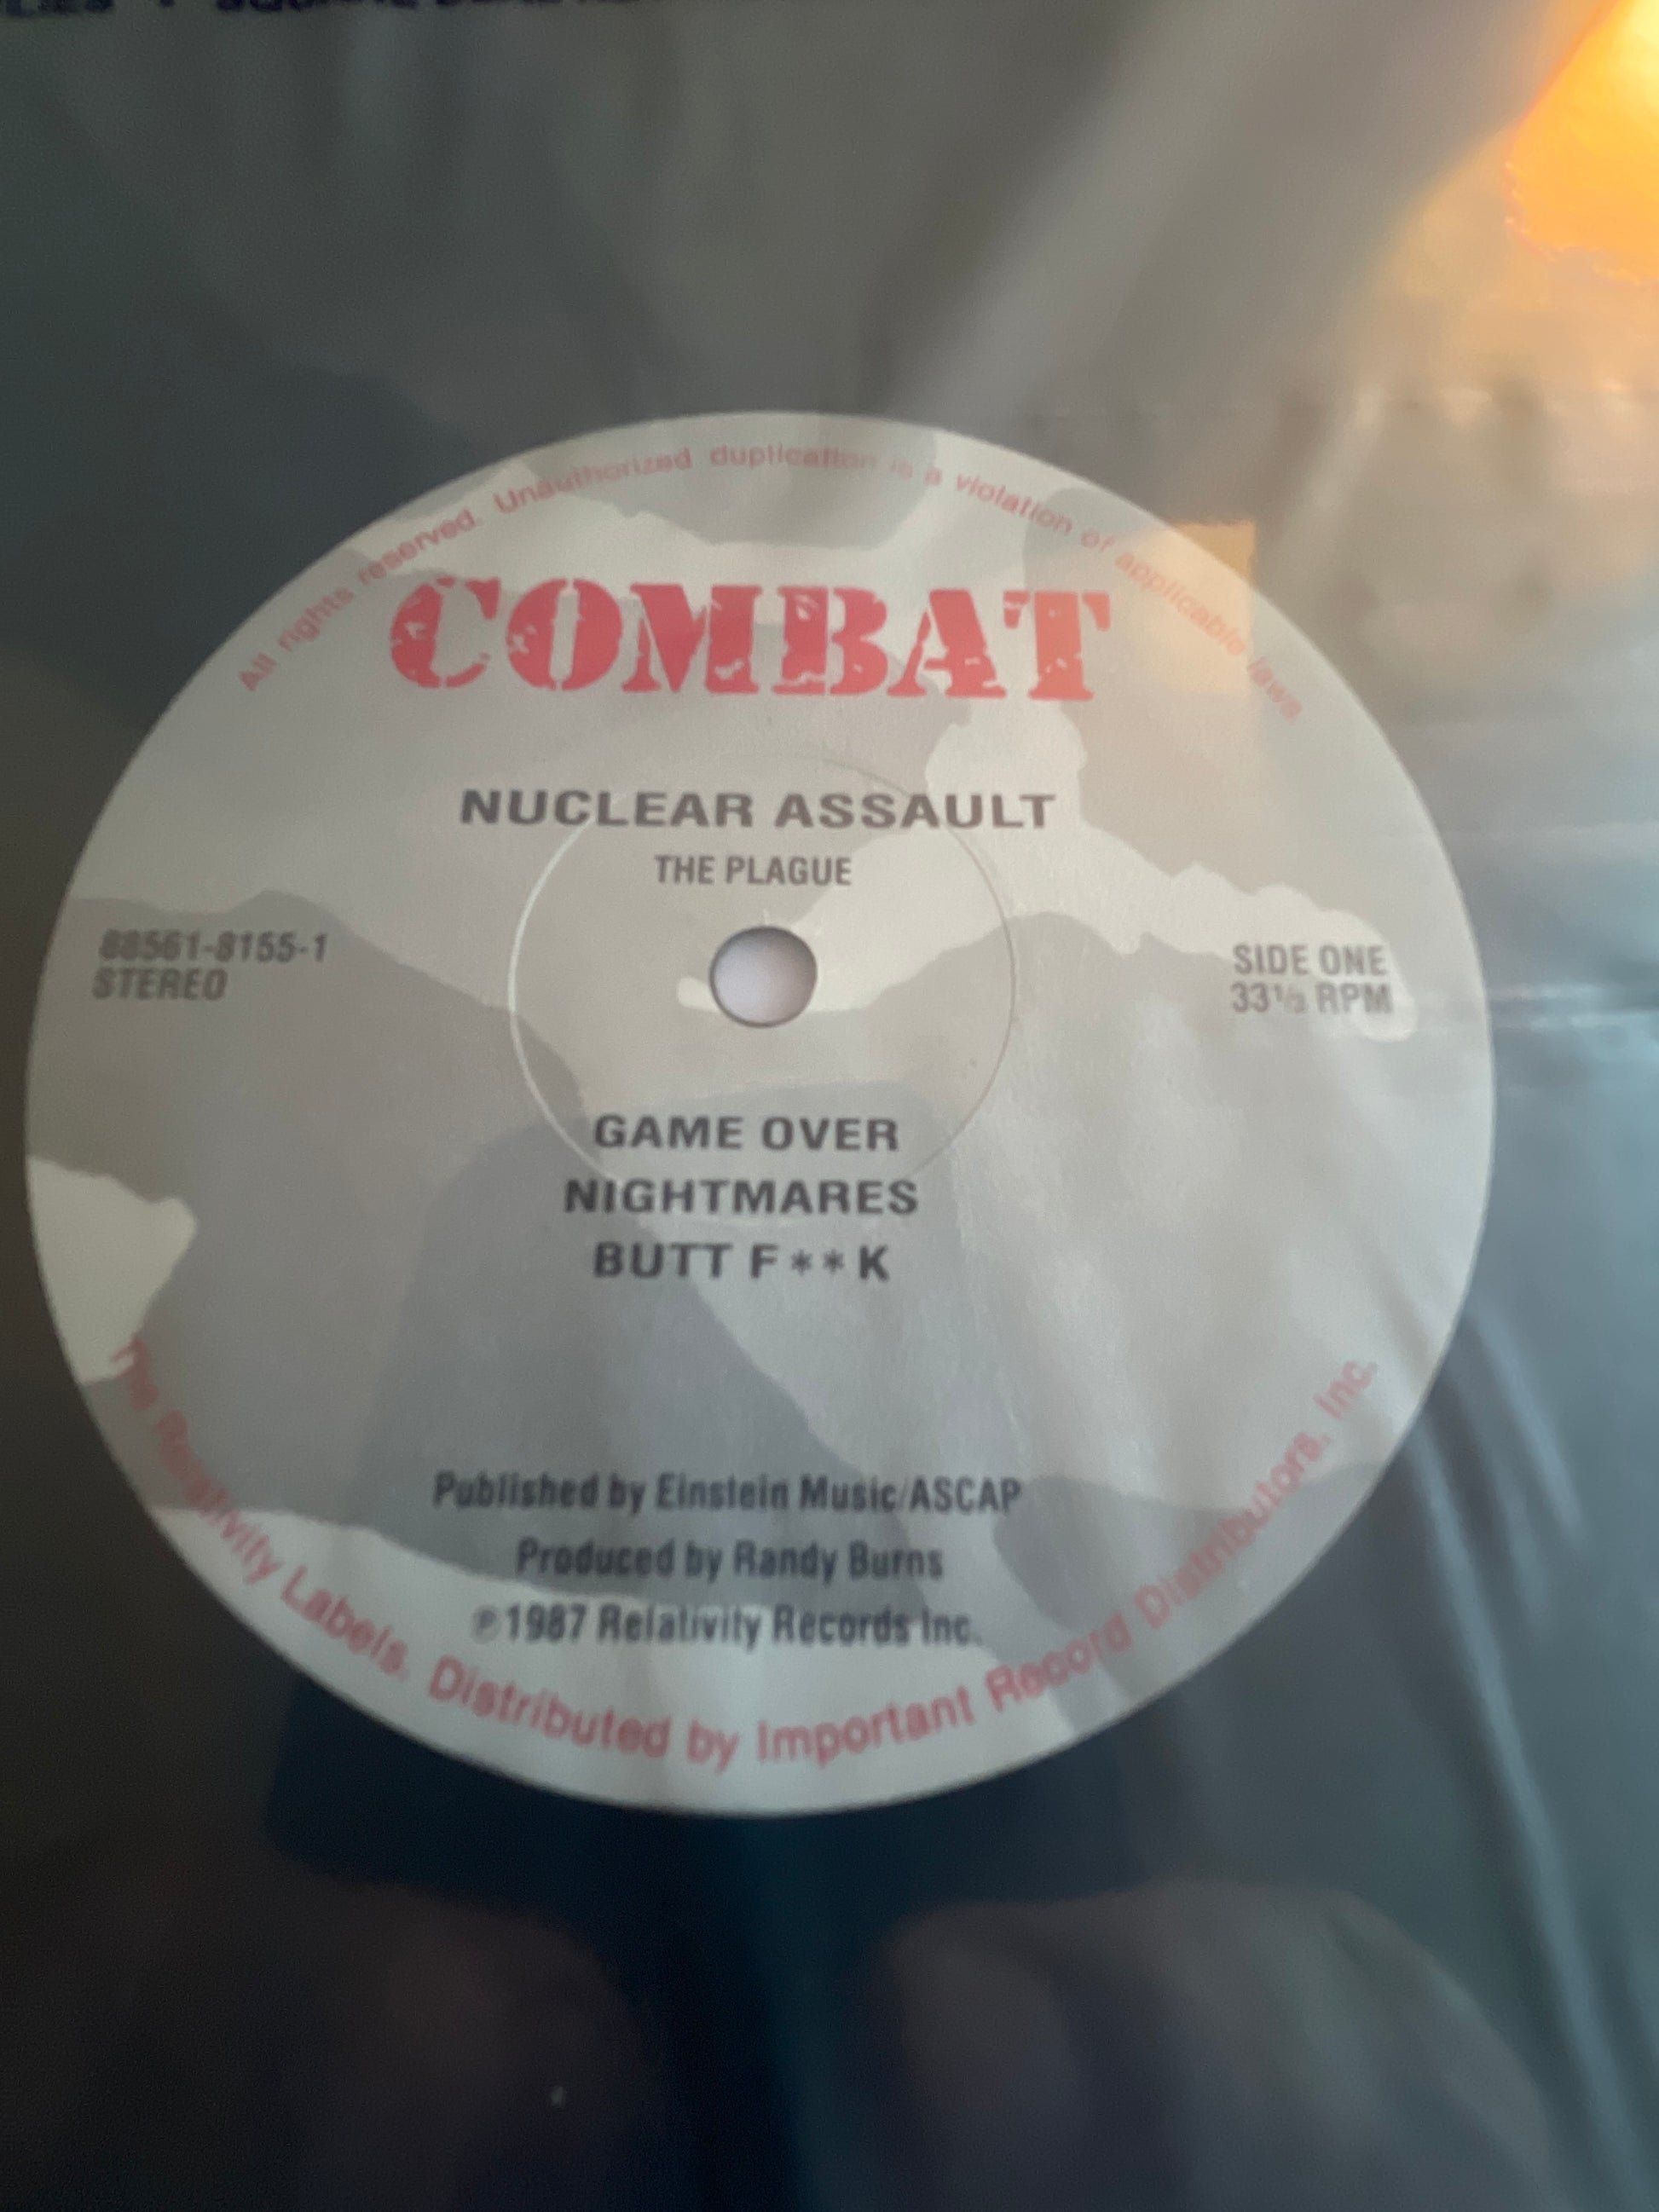 All rights reserved. Unauthorized duplication is a violation of applicable laws.
COMBAT
NUCLEAR ASSAULT
THE PLAGUE
88561-8155-1
STEREO
SIDE ONE
33⅓ RPM
GAME OVER
NIGHTMARES
BUTT F**K
Published by Einstein Music/ASCAP
Produced by Randy Burns
℗1987 Relativity Records Inc.
The Relativity Labels. Distributed by Important Record Distributors, Inc.